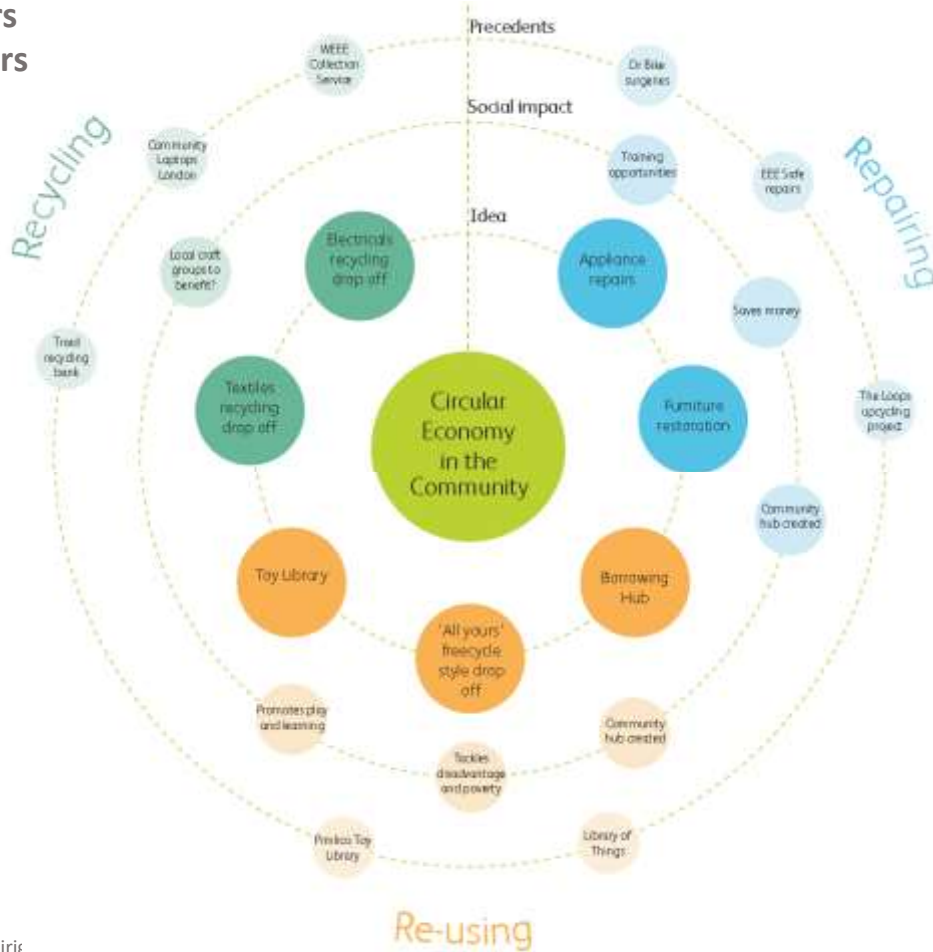 rs
rs
Precedents
Social impact
Idea
Recycling
Repairing
Re-using
WEEE
Collection
Service
Community
Laptops
London
Local craft
groups to
benefit?
recycling
bank
Electricals
recycling
drop off
Textiles
recycling
drop off
Dr Bike
surgeries
Training
opportunities
EEE Safe
repairs
Appliance
repairs
Saves money
Furniture
restoration
The Loops
upcycling
project
Community
hub created
Circular
Economy
in the
Community
Toy Library
Borrowing
Hub
'All yours'
freecycle
style drop
off
Promotes play
and learning
Tackles
disadvantage
and poverty
Community
hub created
Pimlico Toy
Library
Library of
Things